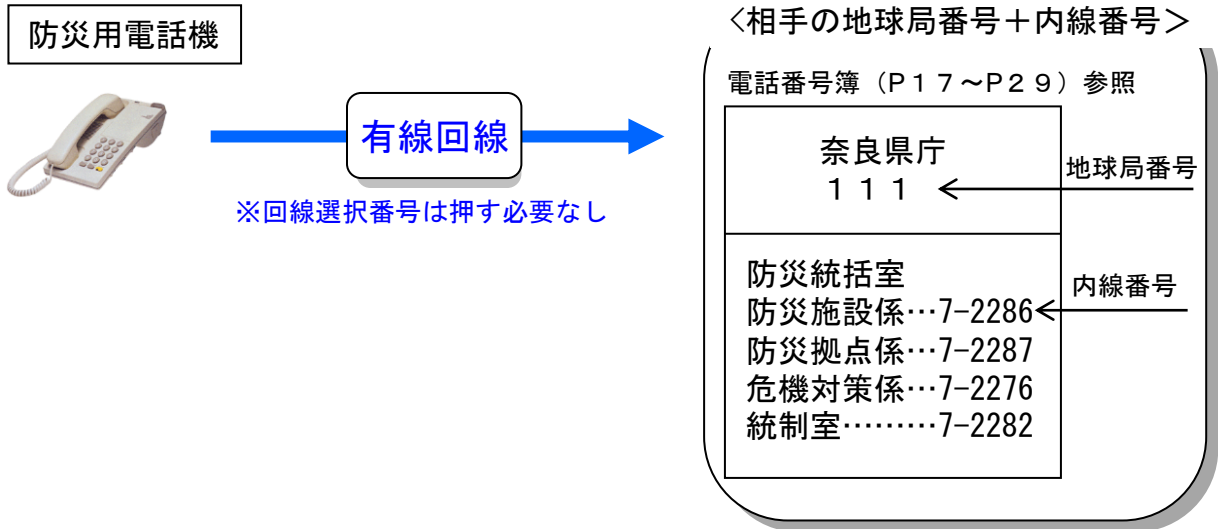 防災用電話機
<相手の地球局番号+内線番号>
電話番号簿(P17~P29)参照
有線回線
※回線選択番号は押す必要なし
奈良県庁
111
地球局番号
防災統括室
防災施設係…7-2286
内線番号
防災拠点係…7-2287
危機対策係…7-2276
統制室………7-2282